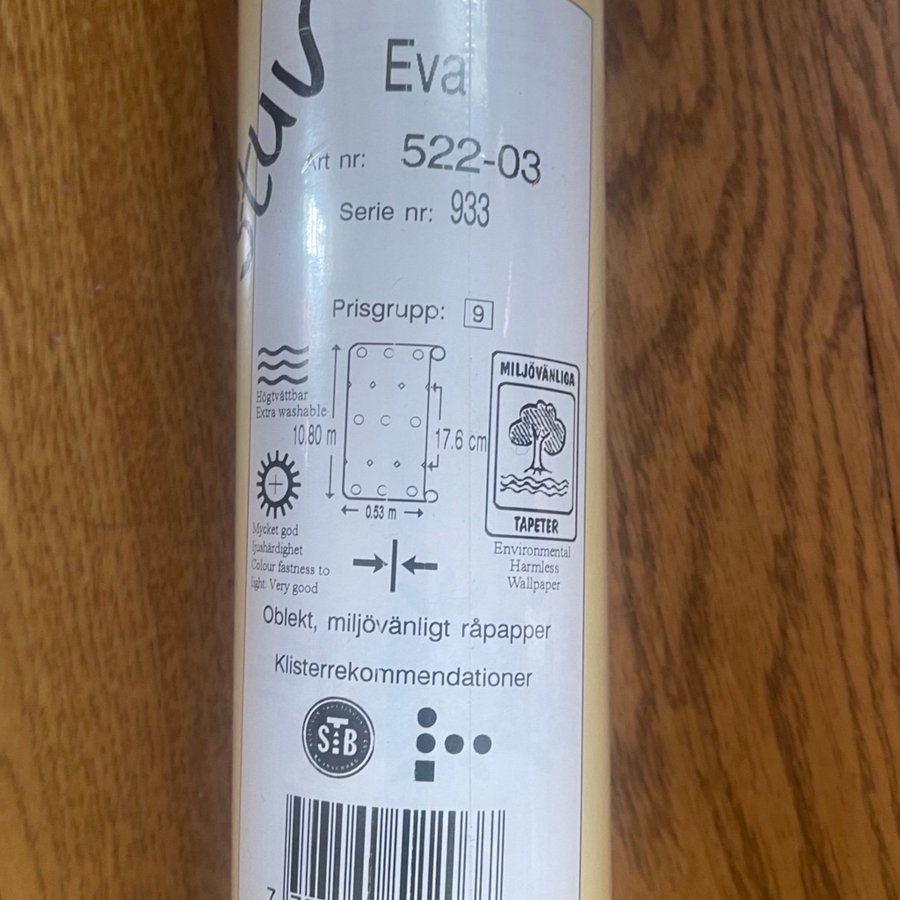 stuv
Eva
Art nr: 522-03
Serie nr: 933
Prisgrupp: 9
Högtvättbar
Extra washable
10,80 m
17.6 cm
0.53 m
Mycket god
ljushärdighet
Colour fastness to
light: Very good
MILJÖVÄNLIGA
TAPETER
Environmental
Harmless
Wallpaper
Oblekt, miljövänligt råpapper
Klisterrekommendationer
STB
7